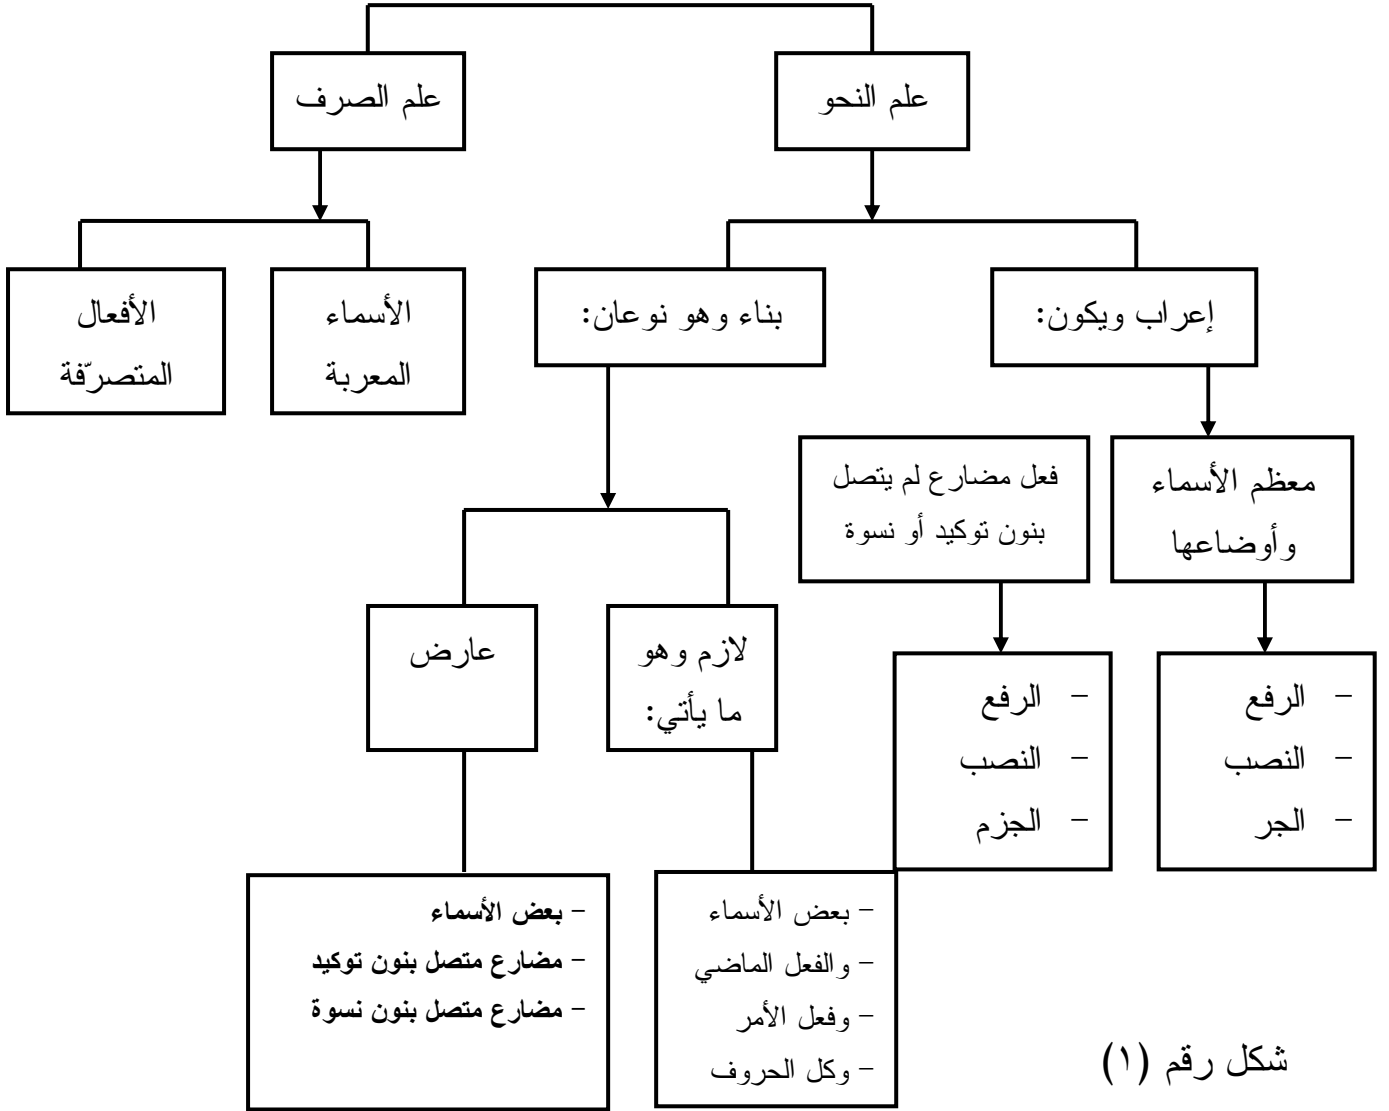 علم النحو
علم الصرف
إعراب ويكون:
بناء وهو نوعان:
الأسماء
المعربة
الأفعال
المتصرّفة
معظم الأسماء
وأوضاعها
فعل مضارع لم يتصل
بنون توكيد أو نسوة
لازم وهو
ما يأتي:
عارض
- الرفع
- النصب
- الجر
- الرفع
- النصب
- الجزم
- بعض الأسماء
- والفعل الماضي
- وفعل الأمر
- وكل الحروف
- بعض الأسماء
- مضارع متصل بنون توكيد
- مضارع متصل بنون نسوة
شكل رقم (١)